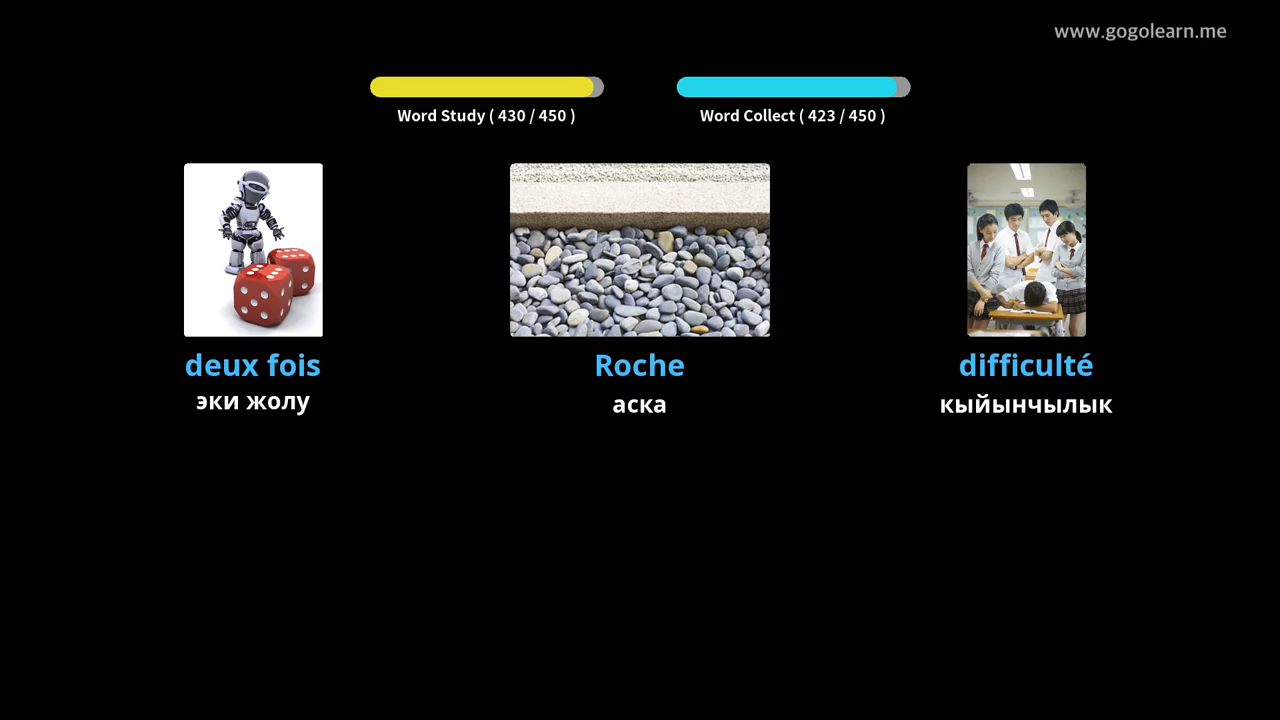 www.gogolearn.me
Word Study ( 430 / 450 )
Word Collect ( 423 / 450 )
deux fois
эки жолу
Roche
аска
difficulté
кыйынчылык